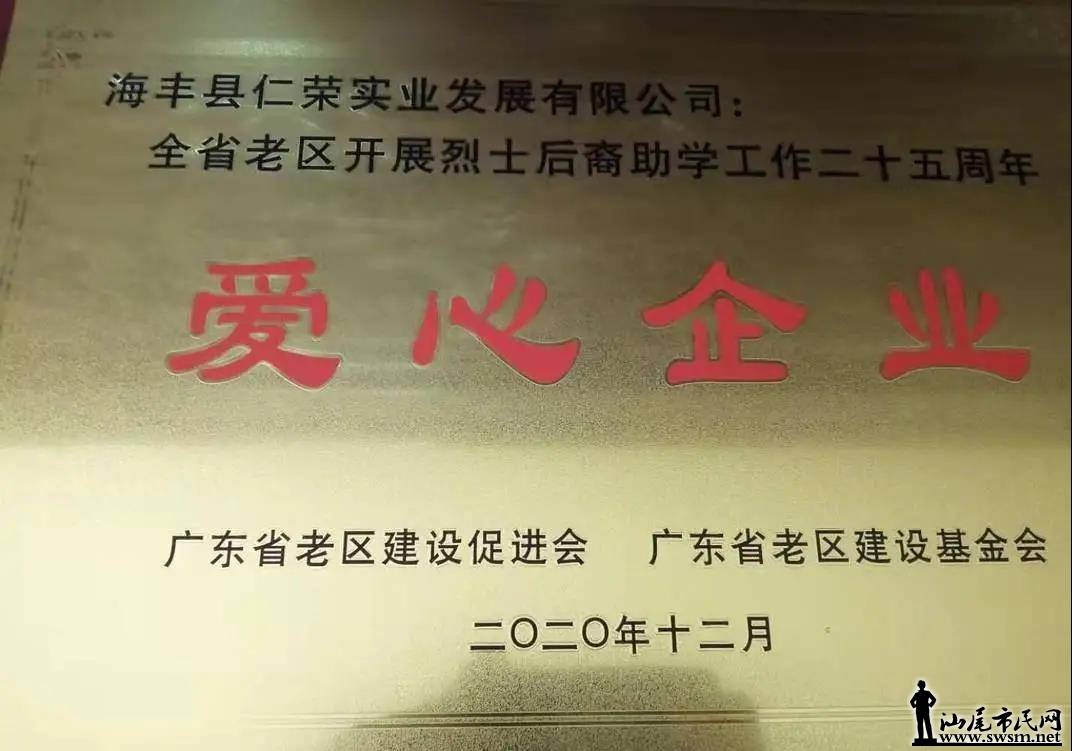 海丰县仁荣实业发展有限公司：
全省老区开展烈士后裔助学工作二十五周年
爱心企业
广东省老区建设促进会 广东省老区建设基金会
二〇二〇年十二月
汕尾市民网
www.swsm.net